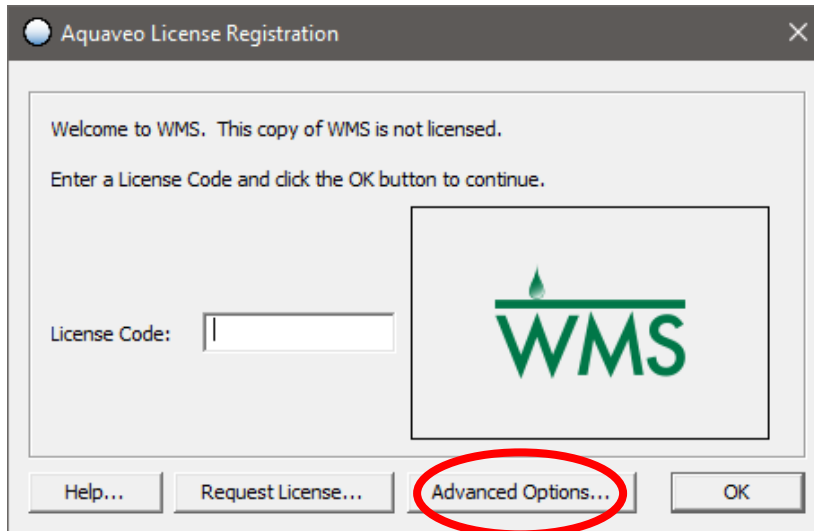 Aquaveo License Registration
Welcome to WMS.  This copy of WMS is not licensed.
Enter a License Code and click the OK button to continue.
License Code:
WMS
Help...
Request License...
Advanced Options...
OK